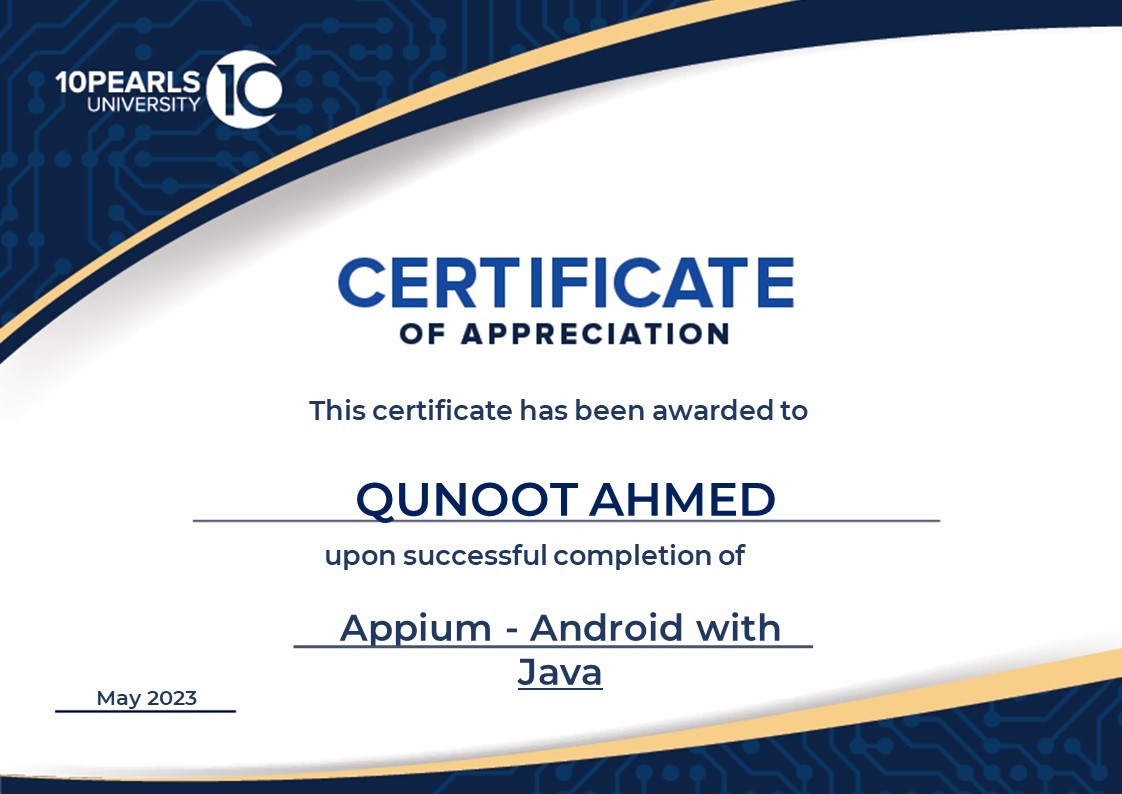 10PEARLS
UNIVERSITY
10
CERTIFICATE
OF APPRECIATION
This certificate has been awarded to
QUNOOT AHMED
upon successful completion of
Appium - Android with
Java
May 2023